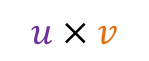 𝑢 × 𝑣